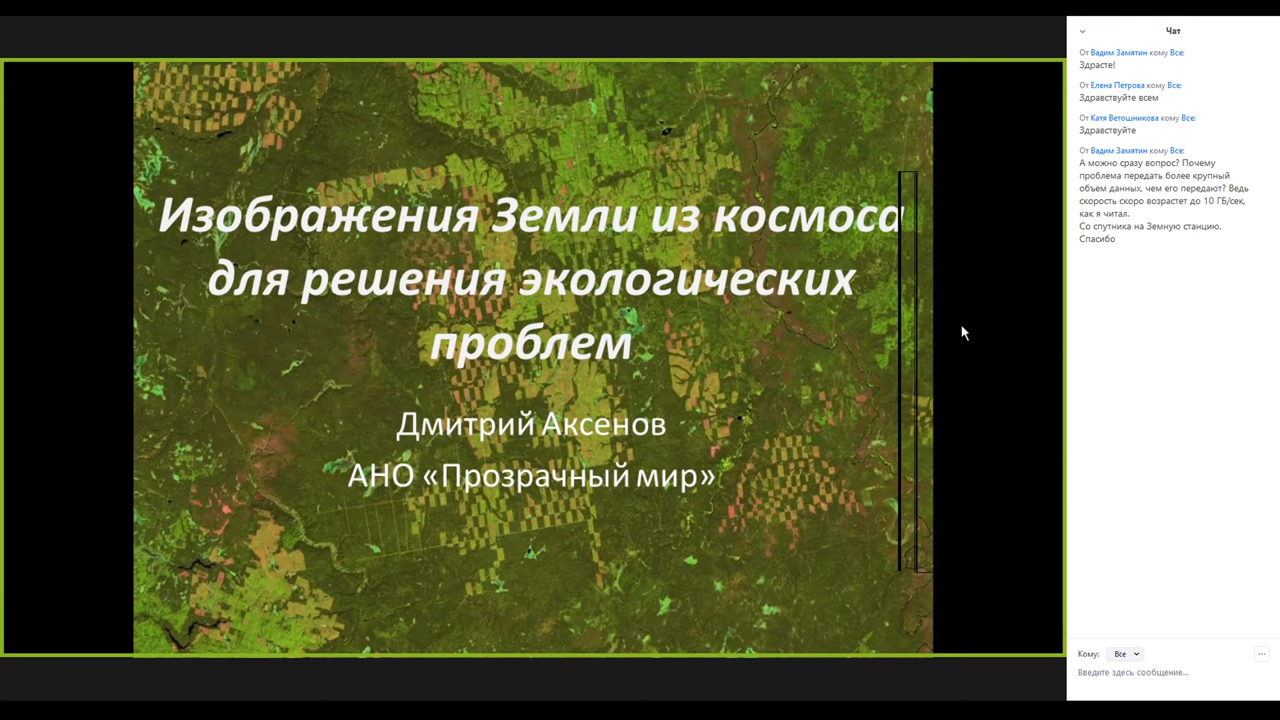 Изображения Земли из космоса
для решения экологических
проблем
Дмитрий Аксенов
АНО «Прозрачный мир»
Чат
От Вадим Замятин кому Все:
Здрасте!
От Елена Петрова кому Все:
Здравствуйте всем
От Катя Ветошникова кому Все:
Здравствуйте
От Вадим Замятин кому Все:
А можно сразу вопрос? Почему
проблема передать более крупный
объем данных, чем его передают? Ведь
скорость скоро возрастет до 10 ГБ/сек,
как я читал.
Со спутника на Земную станцию.
Спасибо
Кому: Все
Введите здесь сообщение...